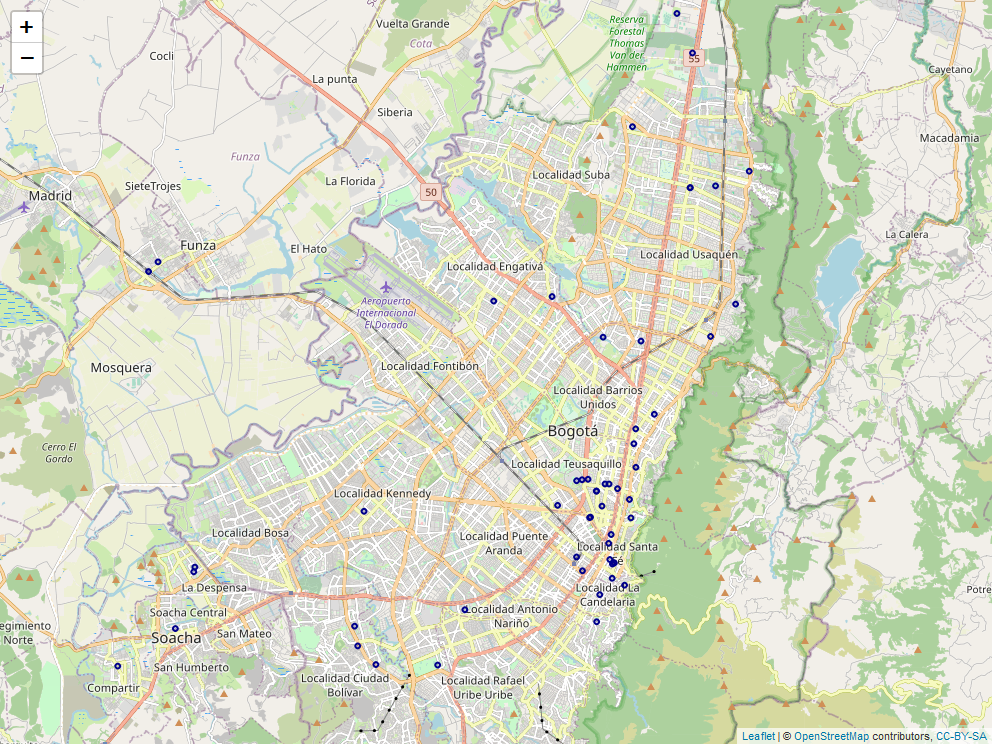 +
−
Vuelta Grande
Reserva
Forestal
Thomas
Van der
Hammen
Cota
Cocli
55
La punta
Cayetano
Siberia
Macadamia
Funza
SieteTrojes
La Florida
Localidad Suba
50
Madrid
La Calera
Funza
El Hato
Localidad Usaquén
Localidad Engativá
Aeropuerto
Internacional
El Dorado
Mosquera
Localidad Fontibón
Localidad Barrios
Unidos
Bogotá
Cerro El
Gordo
Localidad Teusaquillo
Localidad Kennedy
Localidad Bosa
Localidad Puente
Aranda
Localidad Santa
Fé
La Despensa
Localidad La
Candelaria
Potre
Soacha Central
Localidad Antonio
Nariño
egimiento
Norte
Soacha
San Mateo
San Humberto
Localidad Ciudad
Bolívar
Localidad Rafael
Uribe Uribe
Compartir
Leaflet | © OpenStreetMap contributors, CC-BY-SA